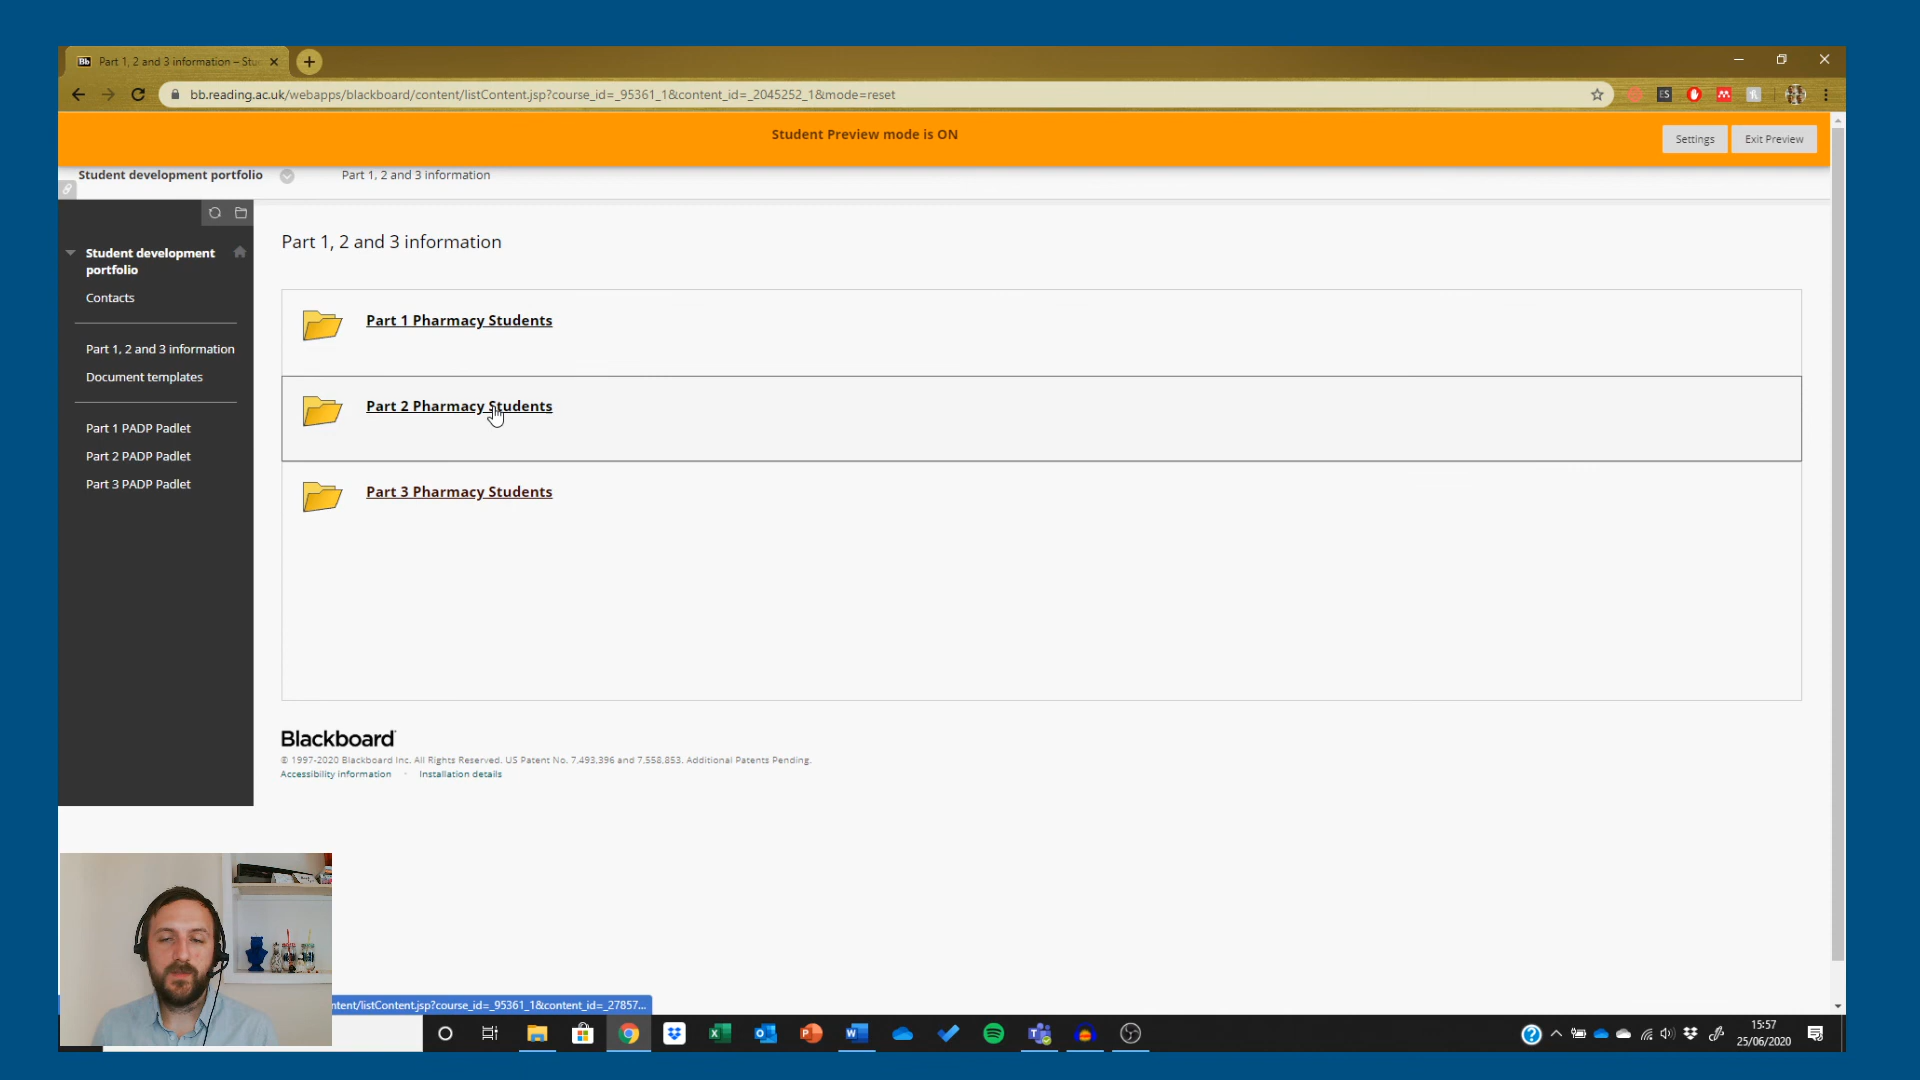 Bb Part 1, 2 and 3 information – Stu
bb.reading.ac.uk/webapps/blackboard/content/listContent.jsp?course_id=_95361_1&content_id=_2045252_1&mode=reset
Student Preview mode is ON
Settings
Exit Preview
Student development portfolio
Part 1, 2 and 3 information
Student development
portfolio
Contacts
Part 1, 2 and 3 information
Document templates
Part 1 PADP Padlet
Part 2 PADP Padlet
Part 3 PADP Padlet
Part 1, 2 and 3 information
Part 1 Pharmacy Students
Part 2 Pharmacy Students
Part 3 Pharmacy Students
Blackboard
© 1997-2020 Blackboard Inc. All Rights Reserved. US Patent No. 7,493,396 and 7,558,853. Additional Patents Pending.
Accessibility information · Installation details
ntent/listContent.jsp?course_id=_95361_1&content_id=_27857...
15:57
25/06/2020